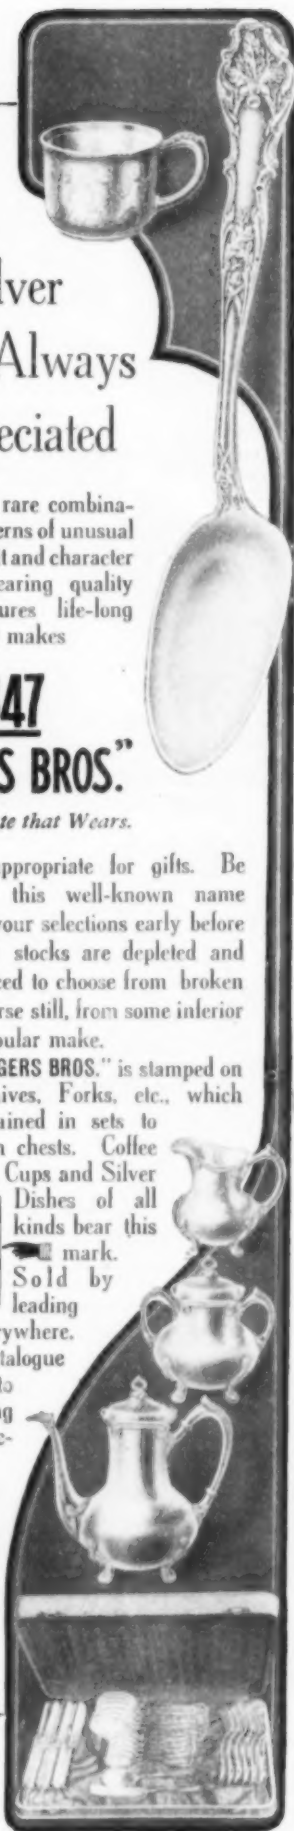 lver
Always
eciated
rare combina-
erns of unusual
t and character
earing quality
ures life-long
makes
47
S BROS."
te that Wears.
appropriate for gifts. Be
this well-known name
your selections early before
stocks are depleted and
ced to choose from broken
rse still, from some inferior
pular make.
GERS BROS." is stamped on
ives, Forks, etc., which
ained in sets to
n chests. Coffee
Cups and Silver
Dishes of all
kinds bear this
mark.
Sold by
leading
ywhere.
talogue
to